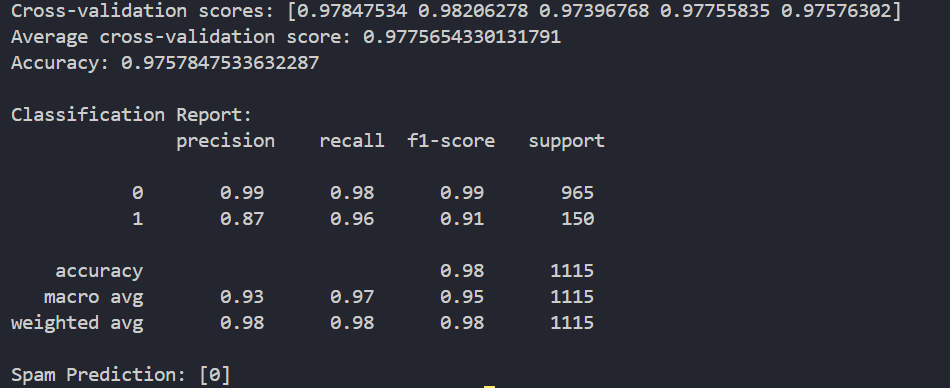 Cross-validation scores: [0.97847534 0.98206278 0.97396768 0.97755835 0.97576302]
Average cross-validation score: 0.9775654330131791
Accuracy: 0.9757847533632287
Classification Report:
precision recall f1-score support
0 0.99 0.98 0.99 965
1 0.87 0.96 0.91 150
accuracy 0.98 1115
macro avg 0.93 0.97 0.95 1115
weighted avg 0.98 0.98 0.98 1115
Spam Prediction: [0]